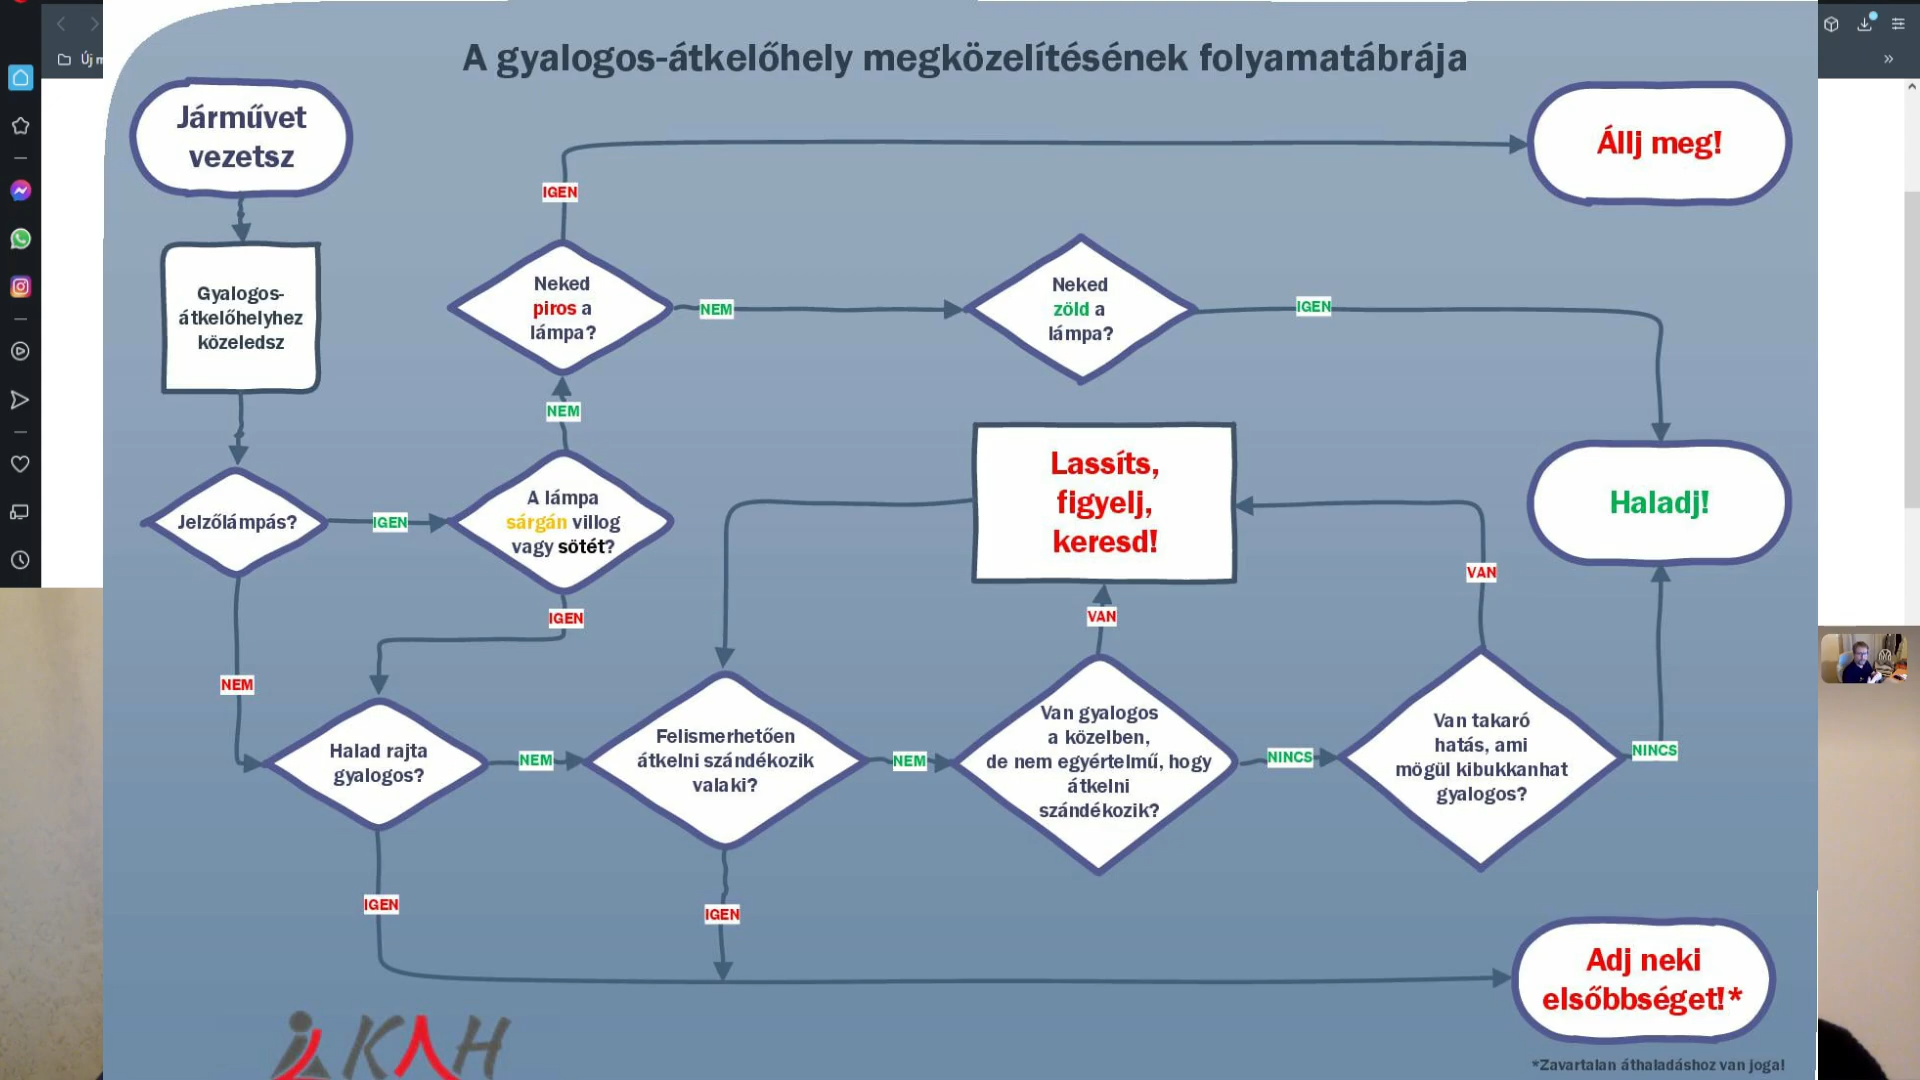 Új
A gyalogos-átkelőhely megközelítésének folyamatábrája
Járművet
vezetsz
Állj meg!
IGEN
Gyalogos-
átkelőhelyhez
közeledsz
Neked
piros a
lámpa?
NEM
Neked
zöld a
lámpa?
IGEN
NEM
Jelzőlámpás?
IGEN
A lámpa
sárgán villog
vagy sötét?
Lassíts,
figyelj,
keresd!
Haladj!
IGEN
VAN
VAN
NEM
Halad rajta
gyalogos?
NEM
Felismerhetően
átkelni szándékozik
valaki?
NEM
Van gyalogos
a közelben,
de nem egyértelmű, hogy
átkelni
szándékozik?
NINCS
Van takaró
hatás, ami
mögül kibukkanhat
gyalogos?
NINCS
IGEN
IGEN
Adj neki
elsőbbséget!*
KAH
*Zavartalan áthaladáshoz van joga!